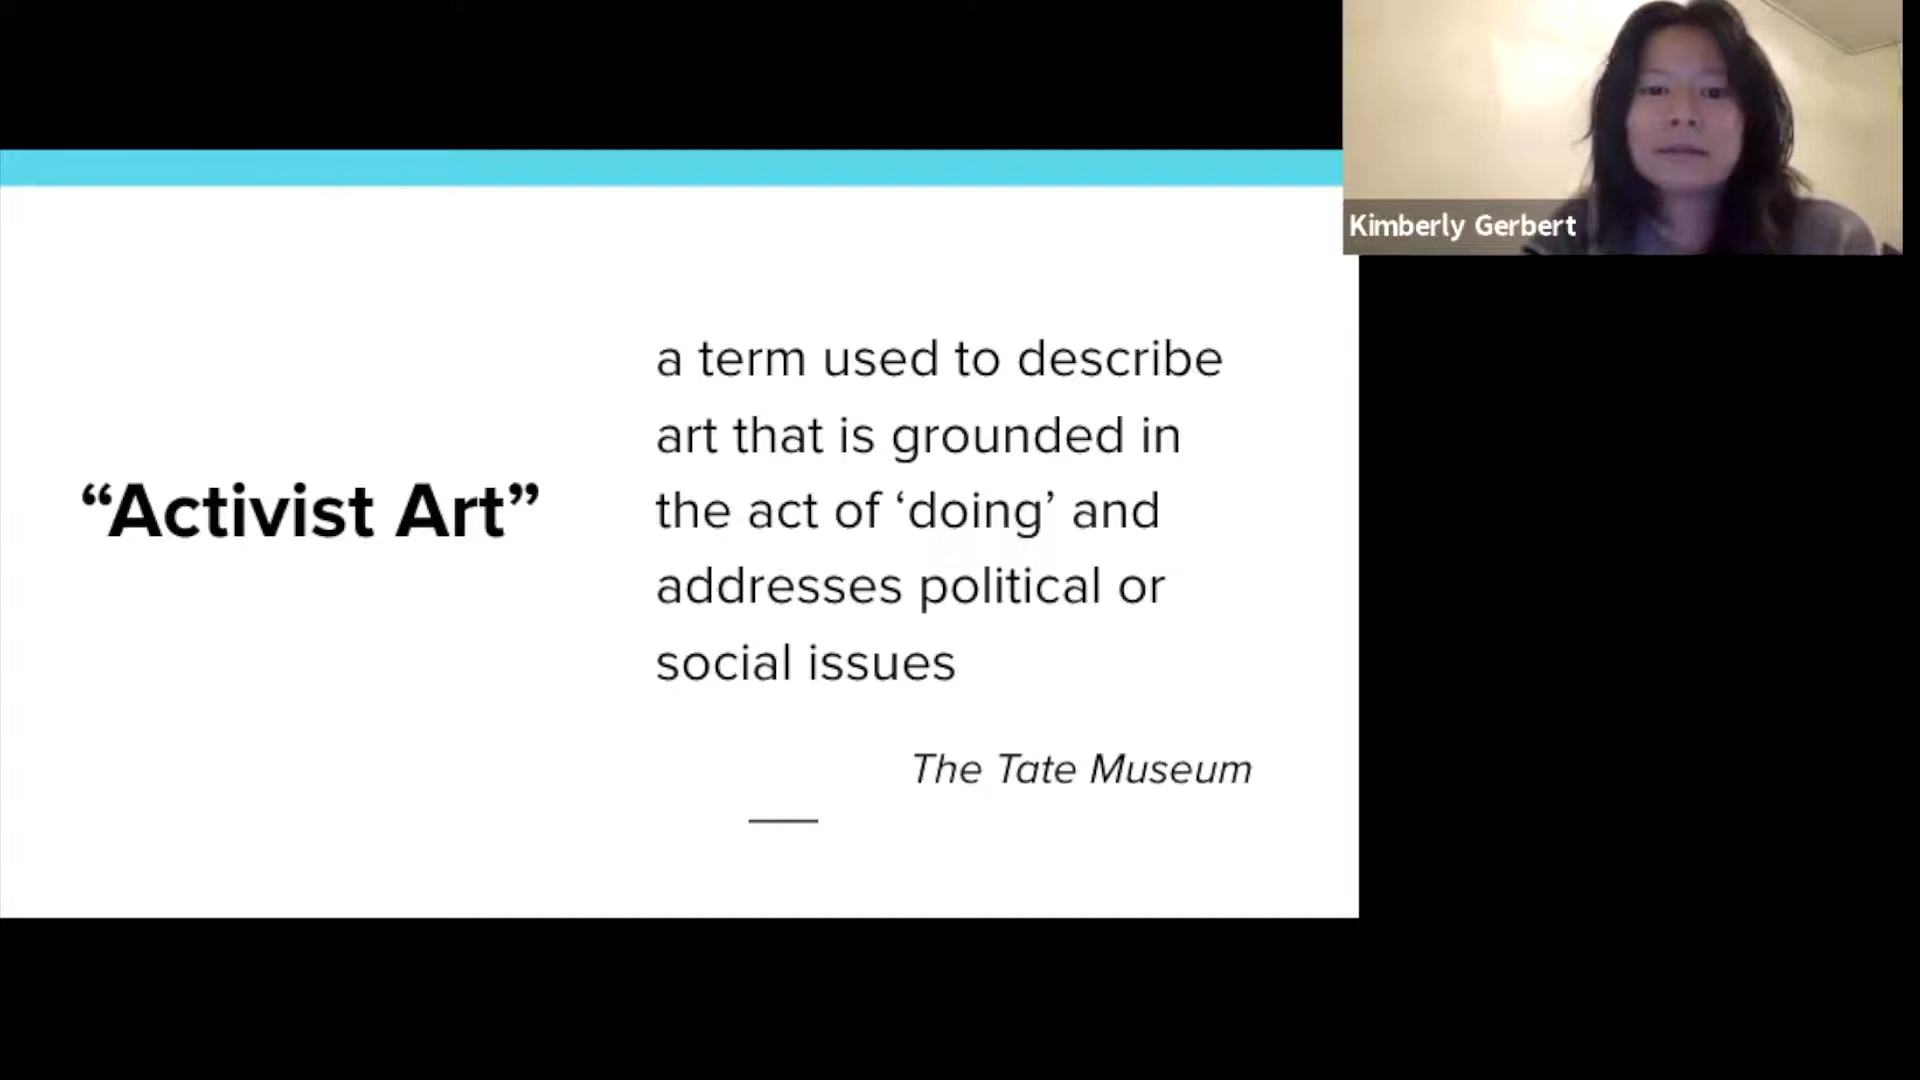 Kimberly Gerbert
“Activist Art”
a term used to describe
art that is grounded in
the act of ‘doing’ and
addresses political or
social issues
The Tate Museum